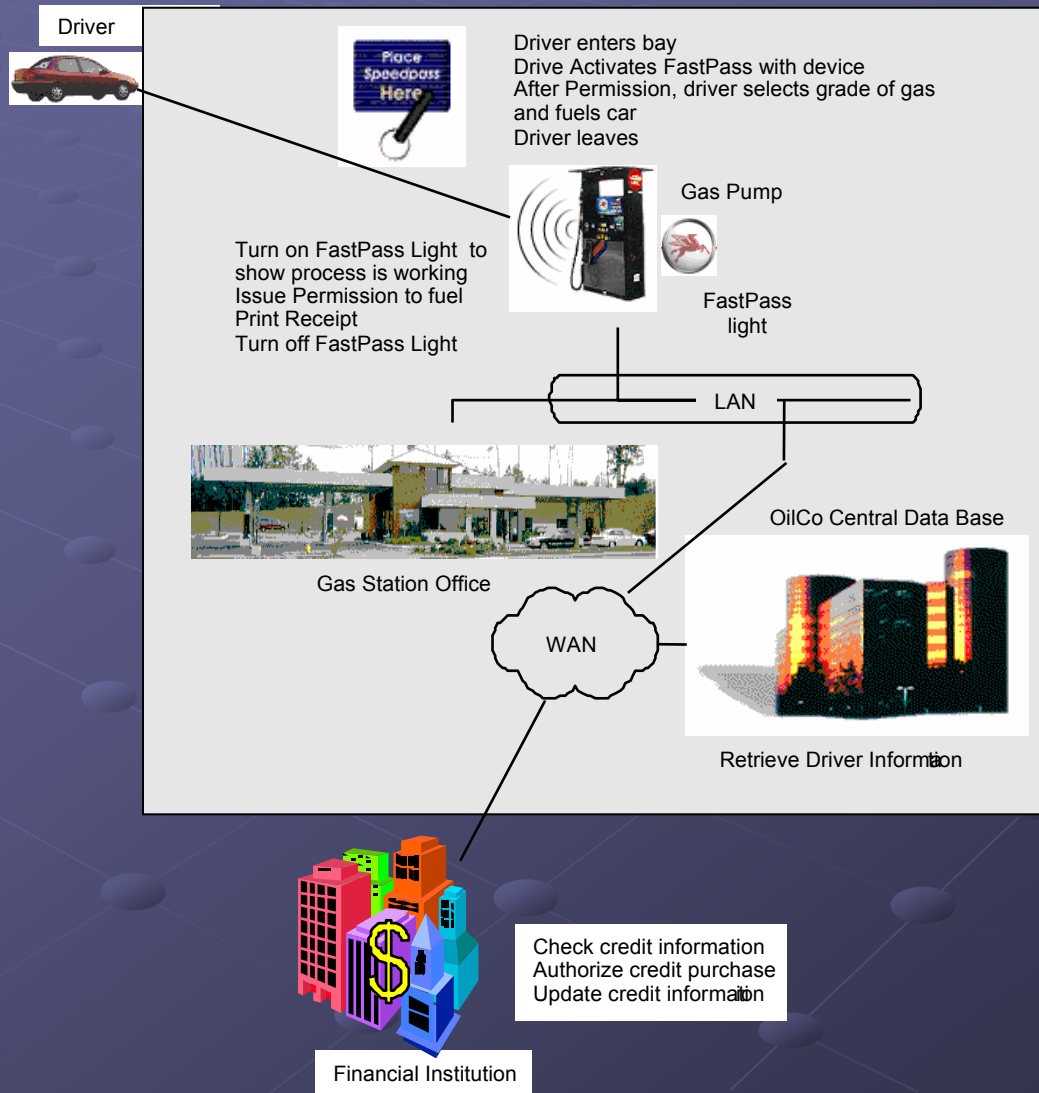 Driver
Place
Speedpass
Here
Driver enters bay
Drive Activates FastPass with device
After Permission, driver selects grade of gas
and fuels car
Driver leaves
Gas Pump
Turn on FastPass Light to
show process is working
Issue Permission to fuel
Print Receipt
Turn off FastPass Light
FastPass
light
LAN
OilCo Central Data Base
Gas Station Office
WAN
Retrieve Driver Information
$
Check credit information
Authorize credit purchase
Update credit information
Financial Institution